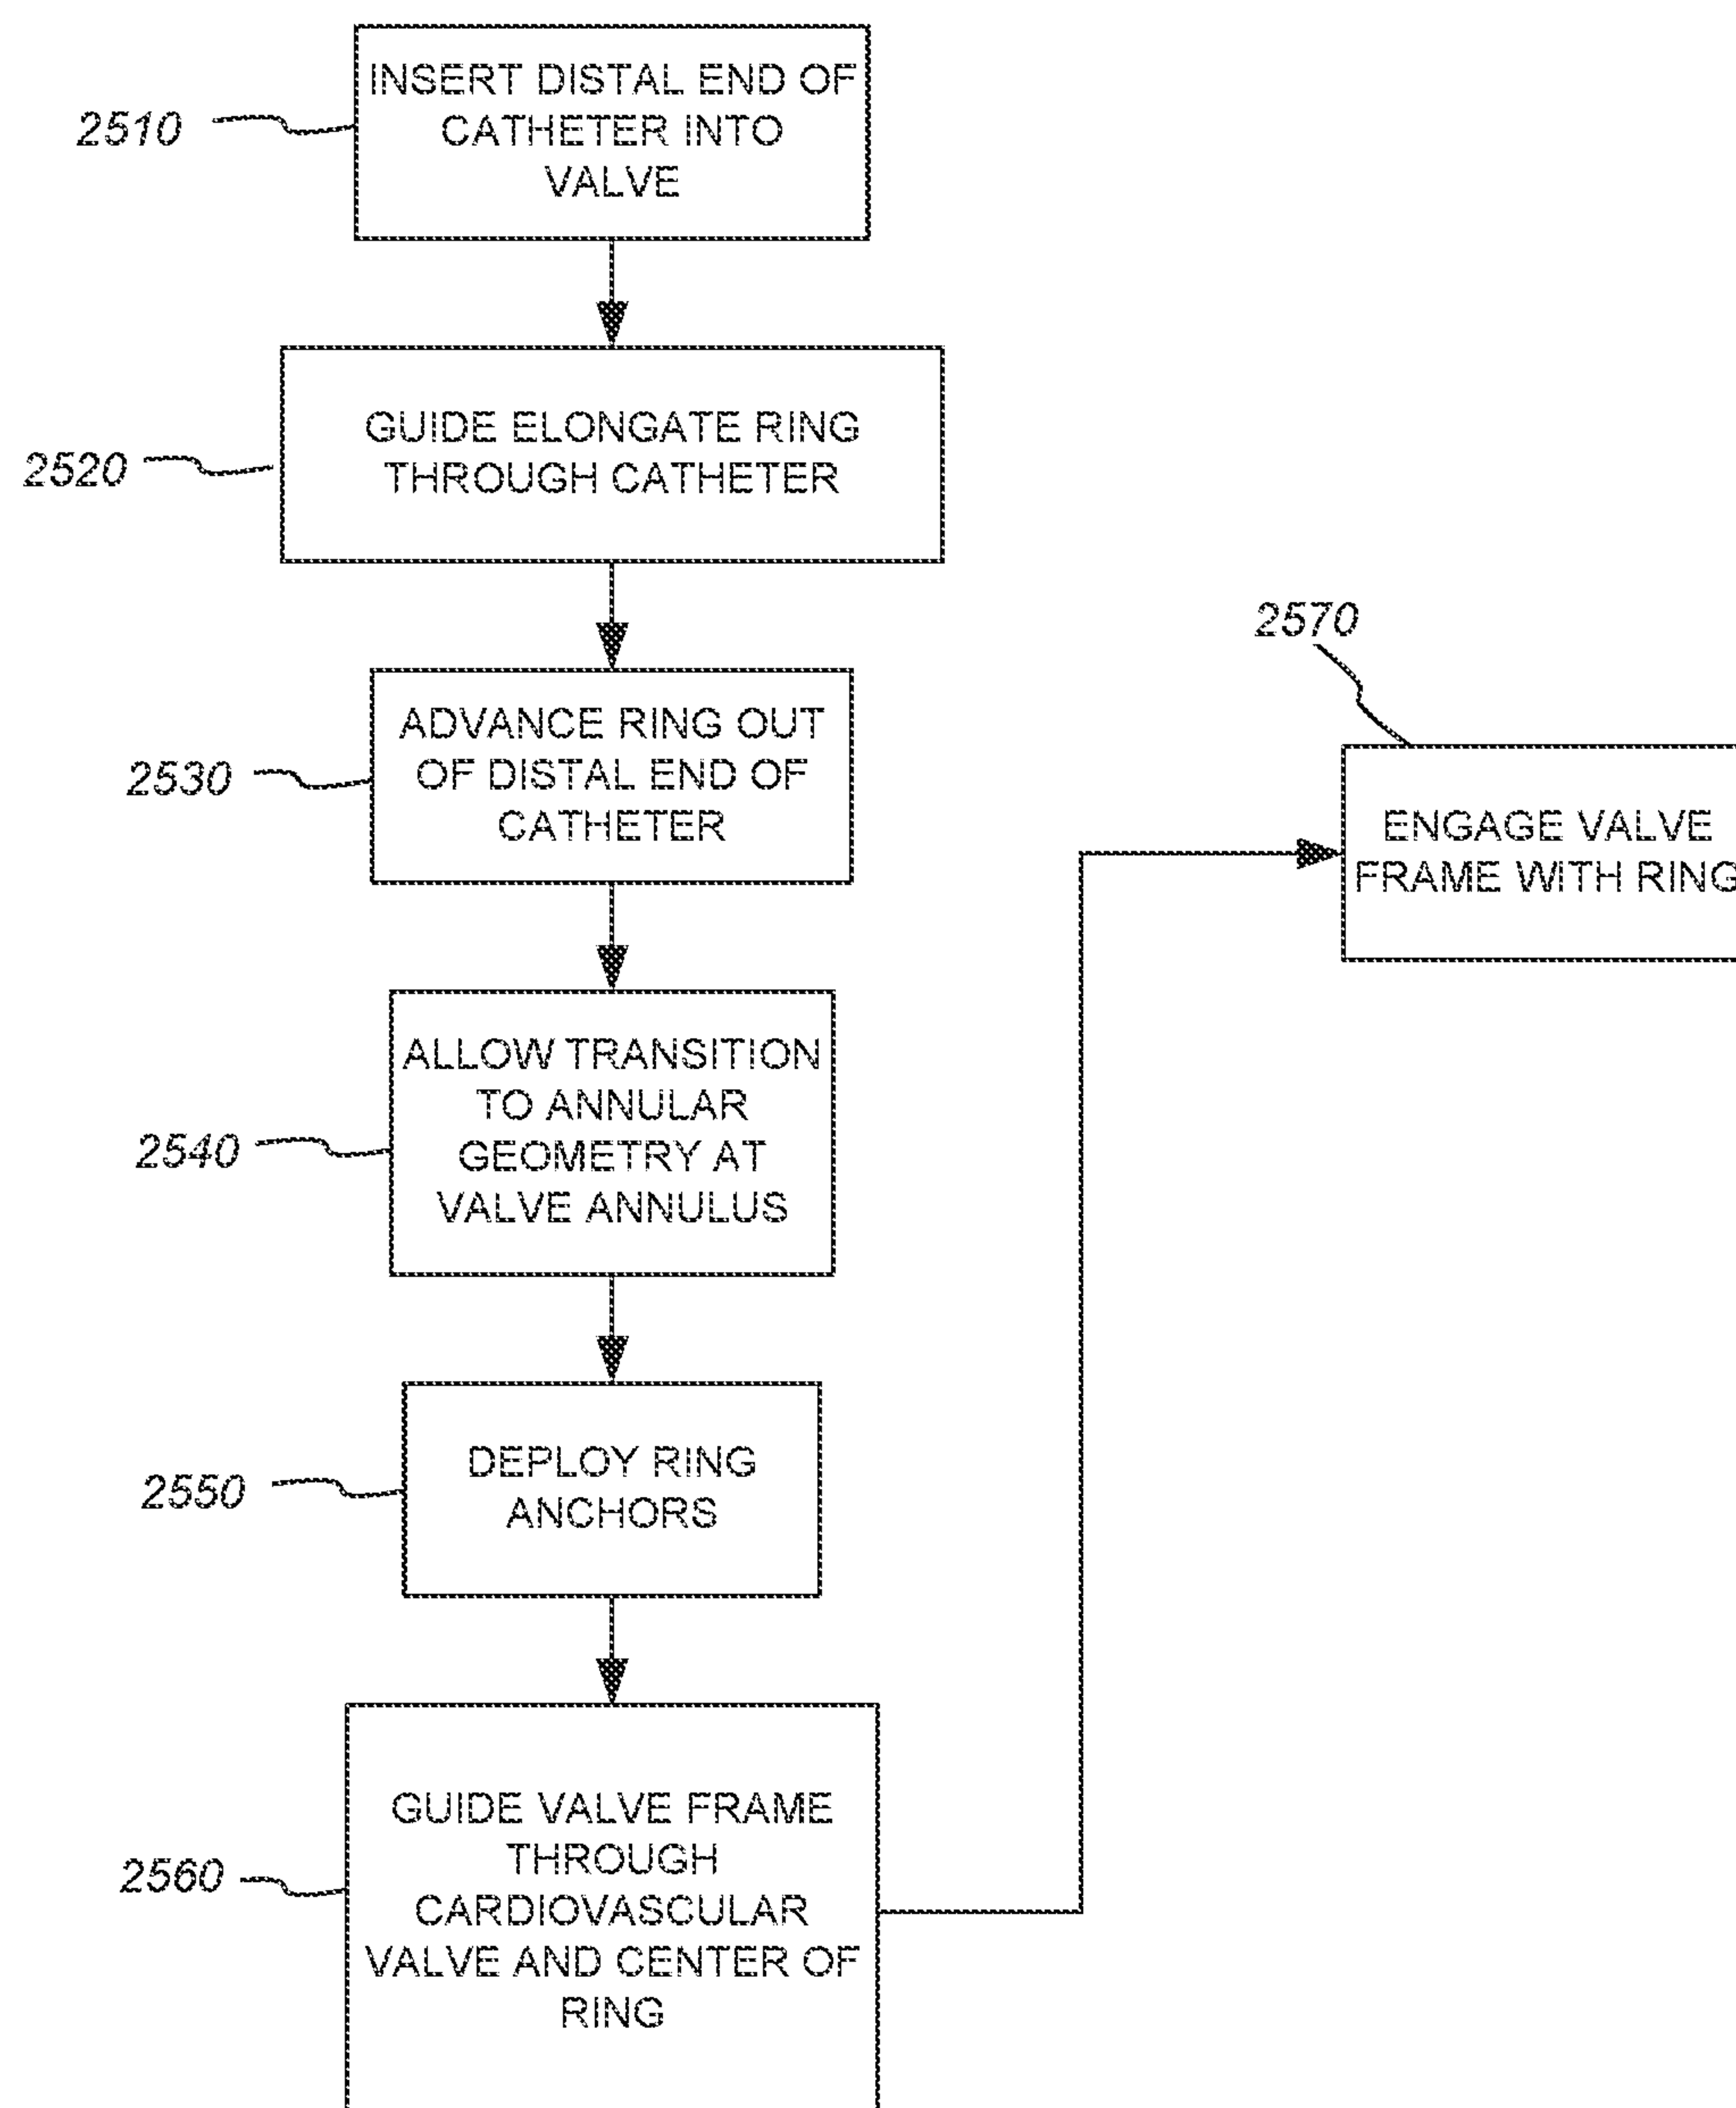 2510
INSERT DISTAL END OF
CATHETER INTO
VALVE
2520
GUIDE ELONGATE RING
THROUGH CATHETER
2530
ADVANCE RING OUT
OF DISTAL END OF
CATHETER
2540
ALLOW TRANSITION
TO ANNULAR
GEOMETRY AT
VALVE ANNULUS
2550
DEPLOY RING
ANCHORS
2560
GUIDE VALVE FRAME
THROUGH
CARDIOVASCULAR
VALVE AND CENTER OF
RING
2570
ENGAGE VALVE
FRAME WITH RING